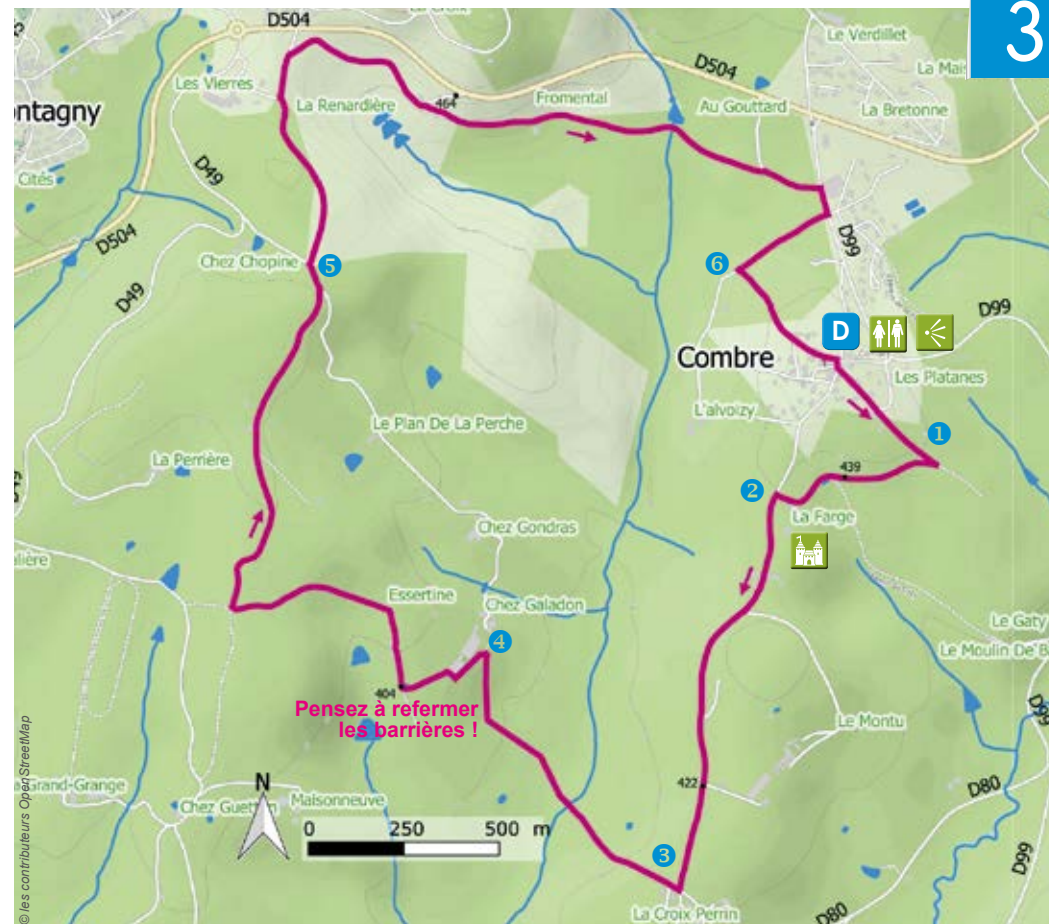 3
D504
Le Verdillet
Les Vierres
D504
La Bretonne
La Renardière
464
Fromental
Au Gouttard
ontagny
Cités
D49
D504
Chez Chopine
5
6
D99
D49
D
D99
Combre
Les Platanes
L'alvoizy
1
Le Plan De La Perche
La Perrière
439
2
La Farge
Chez Gondras
Essertine
Chez Galadon
Le Gaty
4
Le Moulin De B
404
Pensez à refermer
les barrières !
Le Montu
D99
422
D80
N
Grand-Grange
Maisonneuve
0 250 500 m
3
D99
La Croix Perrin
D80
© les contributeurs OpenStreetMap